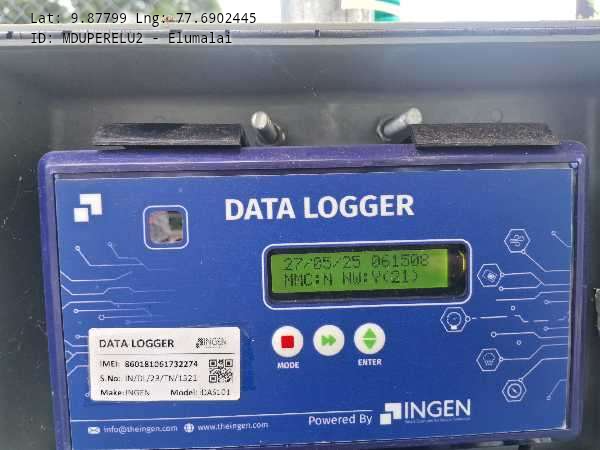 Lat: 9.87799 Lng: 77.6902445
ID: MDUPERELU2 - Elumalai
DATA LOGGER
27/05/25 061508
MMC:N NW:Y(21)
DATA LOGGER INGEN
IMEI: 860181061732274
S.No: IN/DL/23/TN/1521
Make:INGEN Model: iDAS101
MODE
ENTER
Powered By INGEN
info@theingen.com www.theingen.com